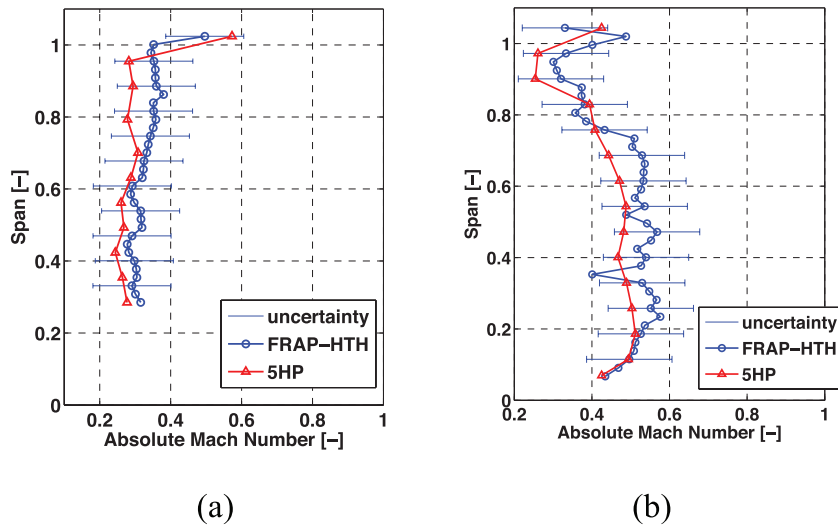 1
0.8
0.6
0.4
0.2
0
Span [–]
0.2 0.4 0.6 0.8 1
Absolute Mach Number [–]
uncertainty
FRAP–HTH
5HP
(a)
1
0.8
0.6
0.4
0.2
0
Span [–]
0.2 0.4 0.6 0.8 1
Absolute Mach Number [–]
uncertainty
FRAP–HTH
5HP
(b)